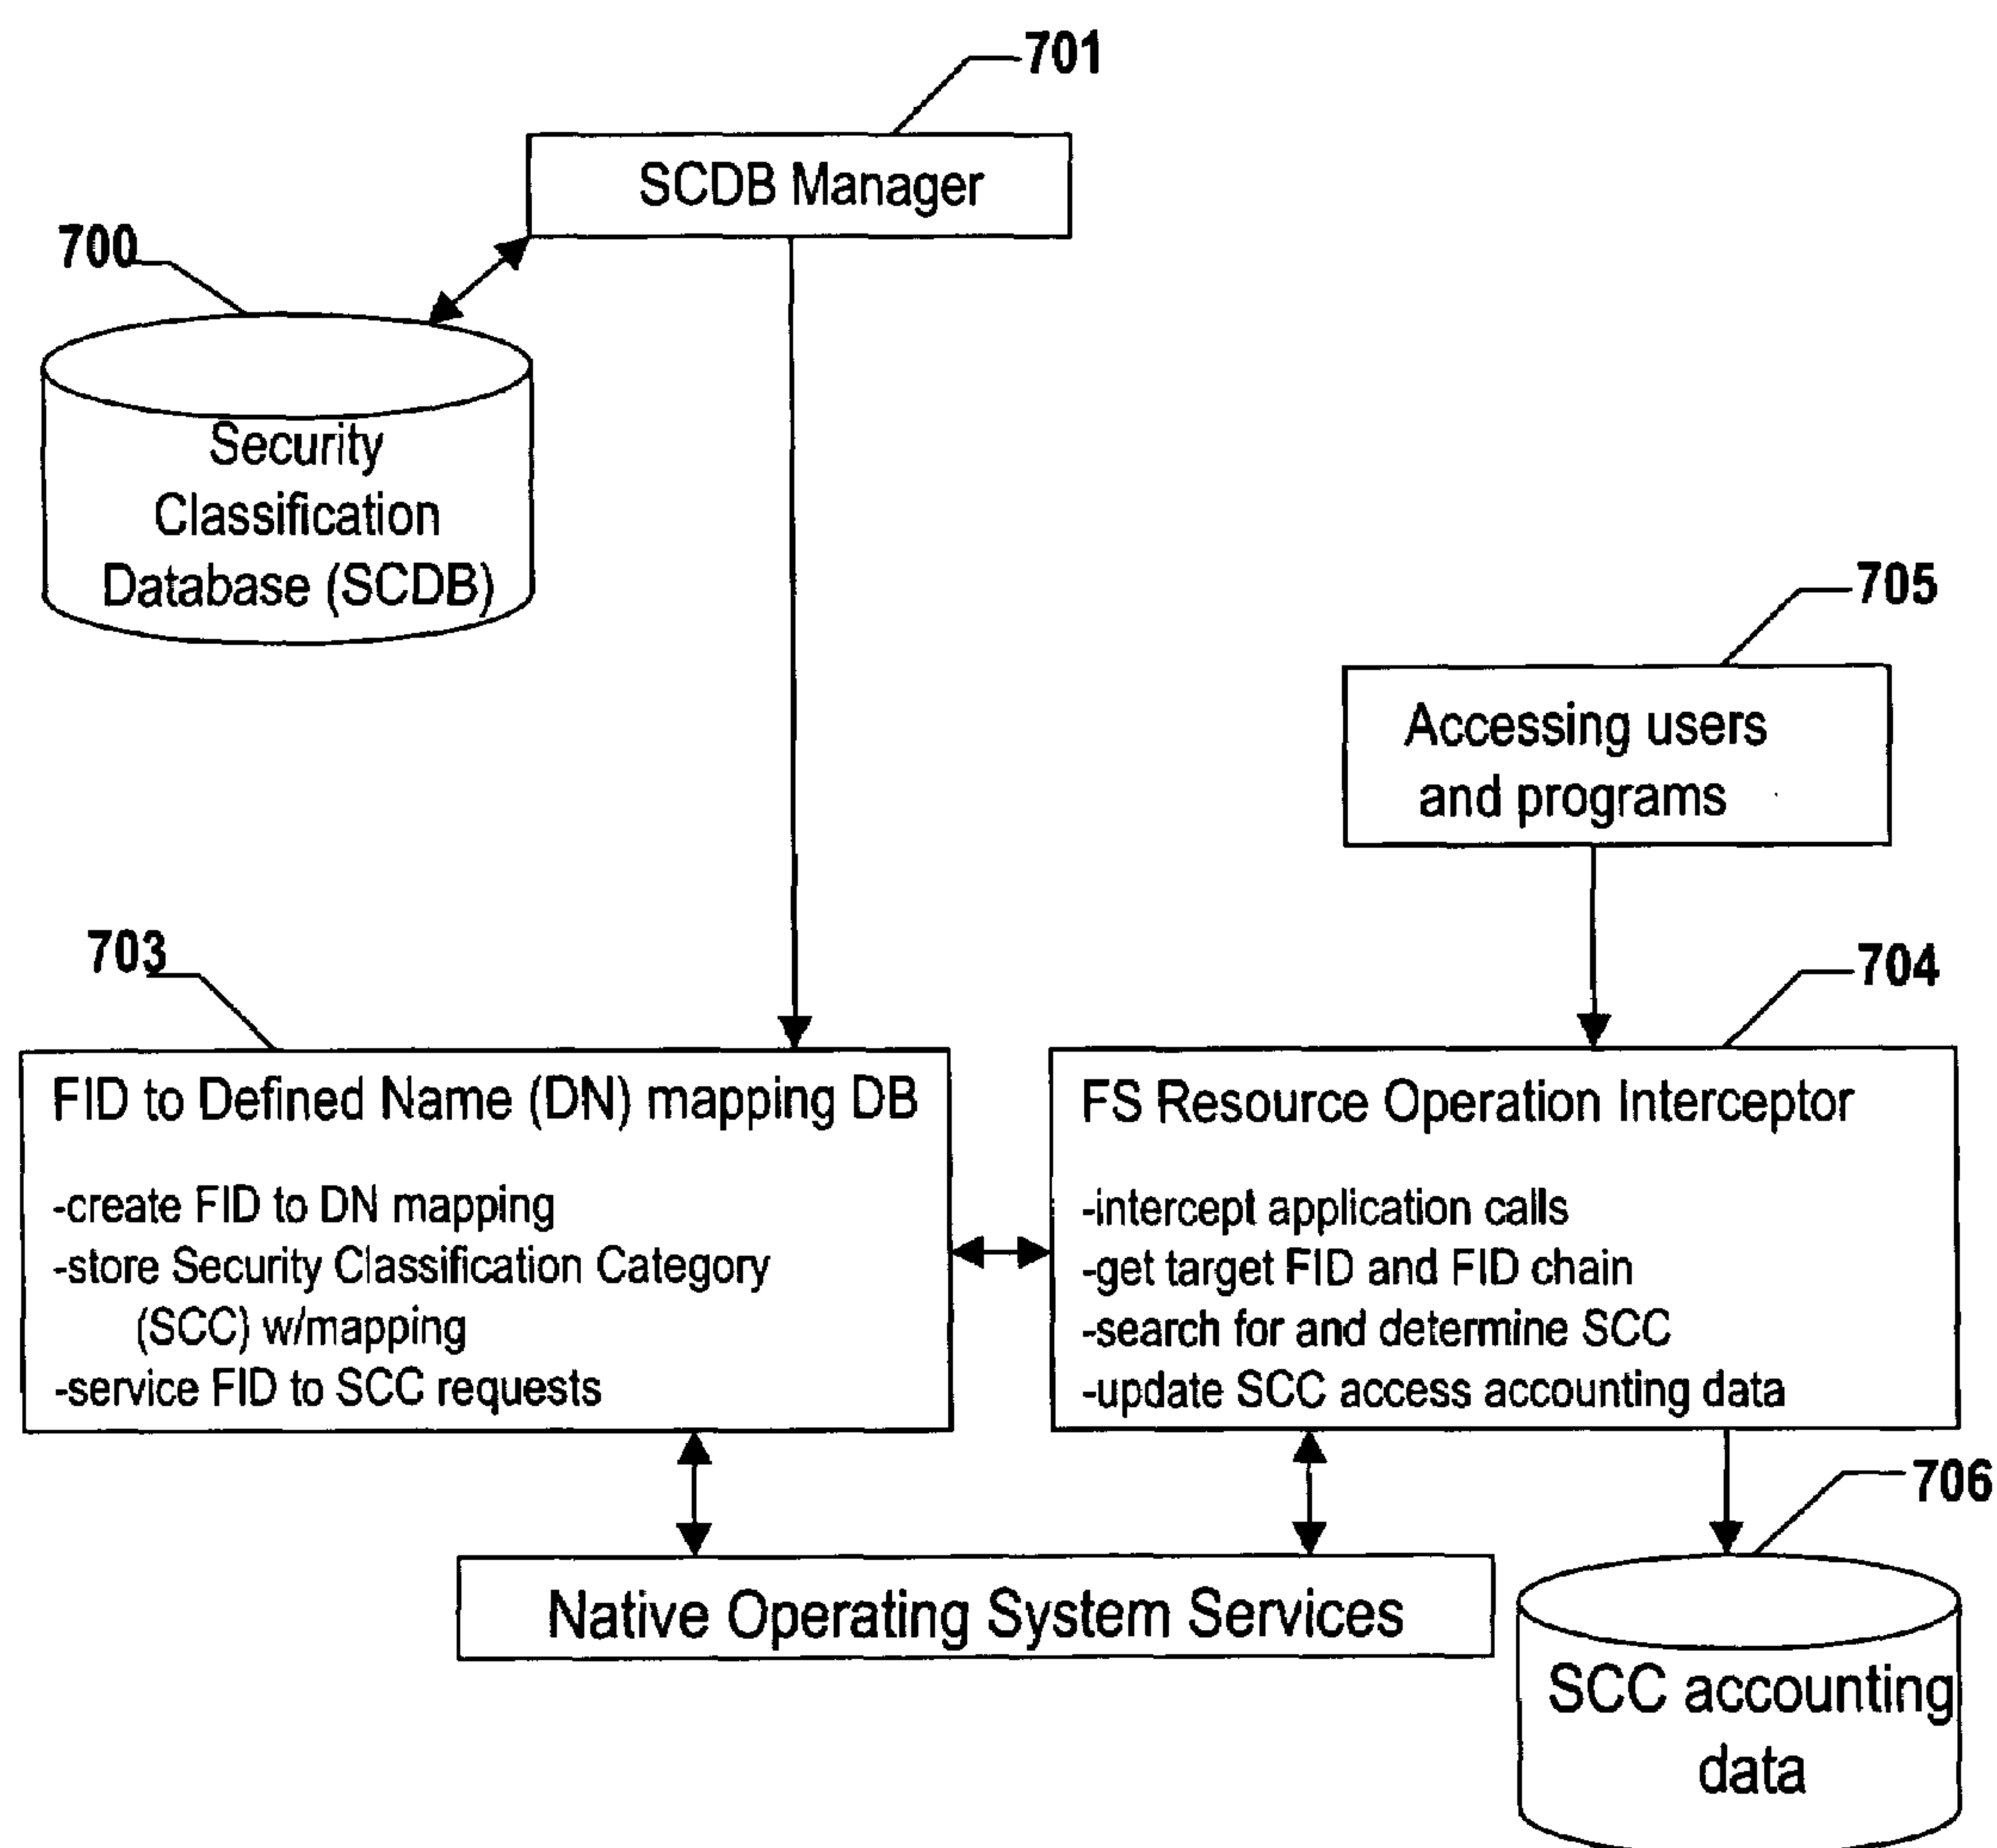 701
SCDB Manager
700
Security
Classification
Database (SCDB)
705
Accessing users
and programs
703
704
FID to Defined Name (DN) mapping DB
-create FID to DN mapping
-store Security Classification Category
(SCC) w/mapping
-service FID to SCC requests
FS Resource Operation Interceptor
-intercept application calls
-get target FID and FID chain
-search for and determine SCC
-update SCC access accounting data
706
Native Operating System Services
SCC accounting
data